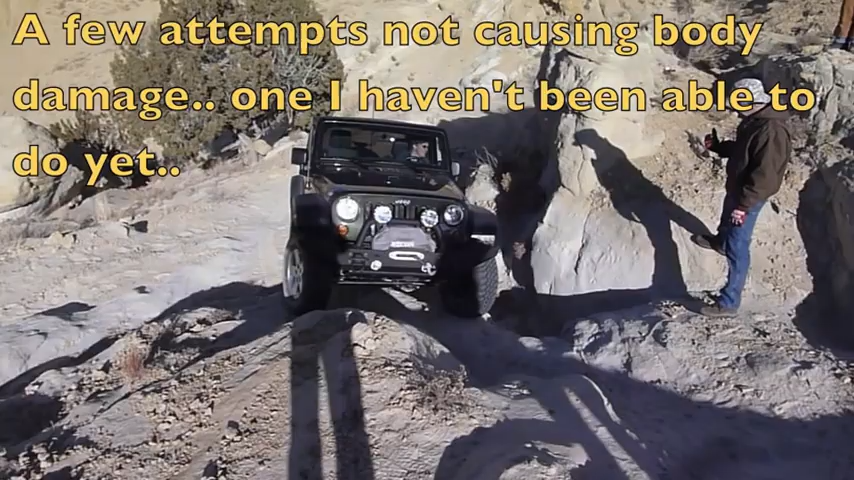 A few attempts not causing body
damage.. one I haven't been able to
do yet..